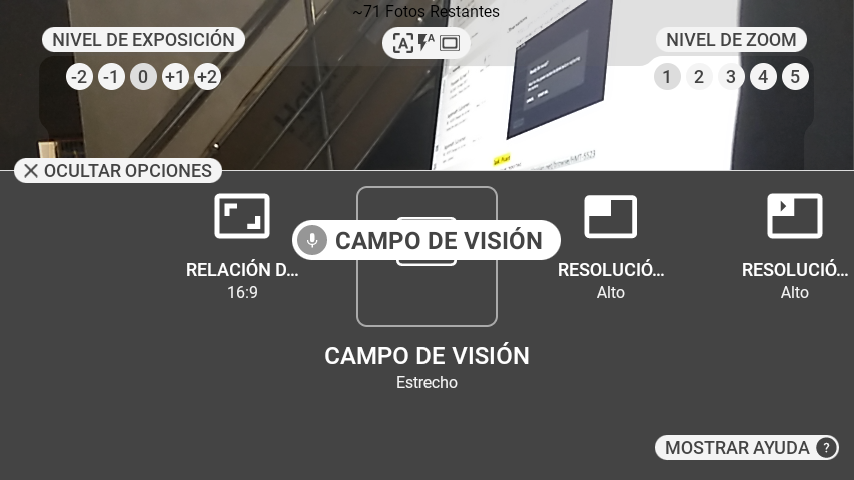 ~71 Fotos Restantes
NIVEL DE EXPOSICIÓN
NIVEL DE ZOOM
-2 -1 0 +1 +2
1 2 3 4 5
OCULTAR OPCIONES
CAMPO DE VISIÓN
RELACIÓN D...
16:9
RESOLUCIÓ...
Alto
RESOLUCIÓ...
Alto
CAMPO DE VISIÓN
Estrecho
MOSTRAR AYUDA ?